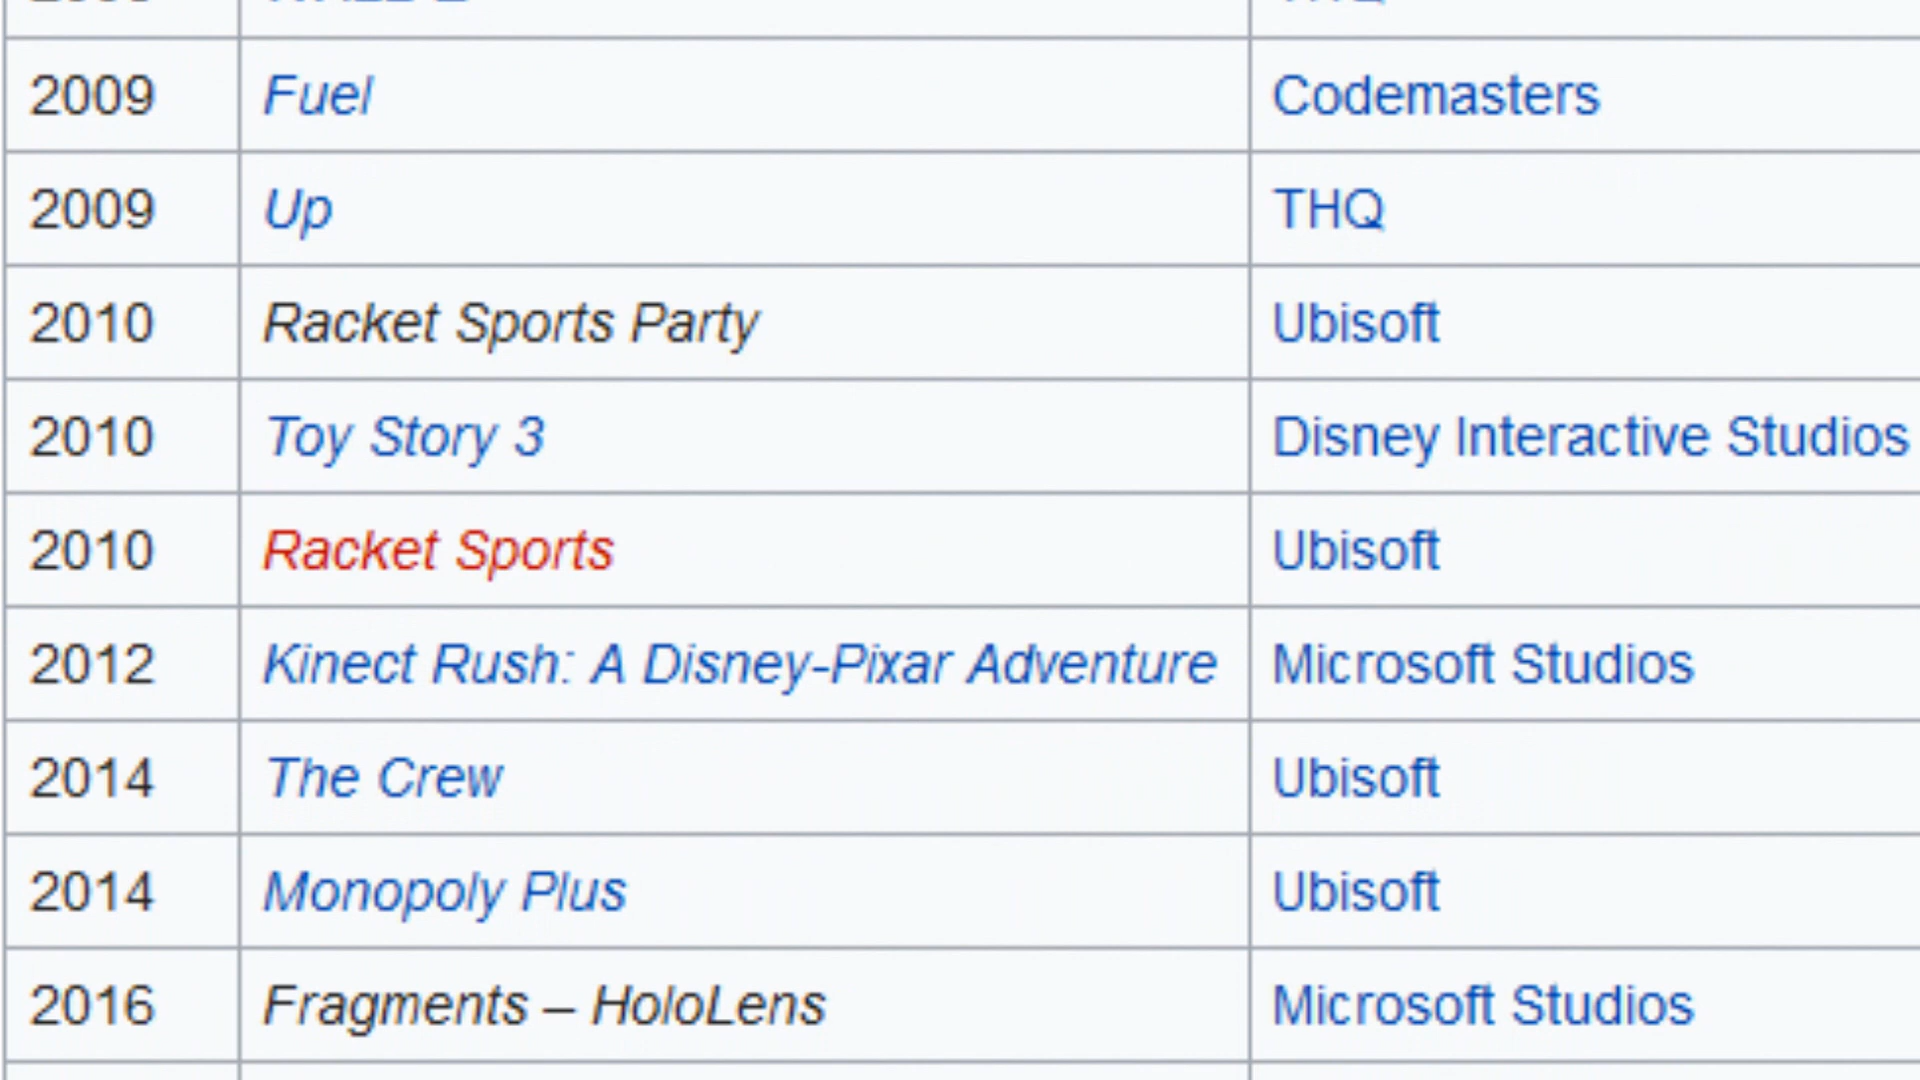 2009 Fuel Codemasters
2009 Up THQ
2010 Racket Sports Party Ubisoft
2010 Toy Story 3 Disney Interactive Studios
2010 Racket Sports Ubisoft
2012 Kinect Rush: A Disney-Pixar Adventure Microsoft Studios
2014 The Crew Ubisoft
2014 Monopoly Plus Ubisoft
2016 Fragments – HoloLens Microsoft Studios